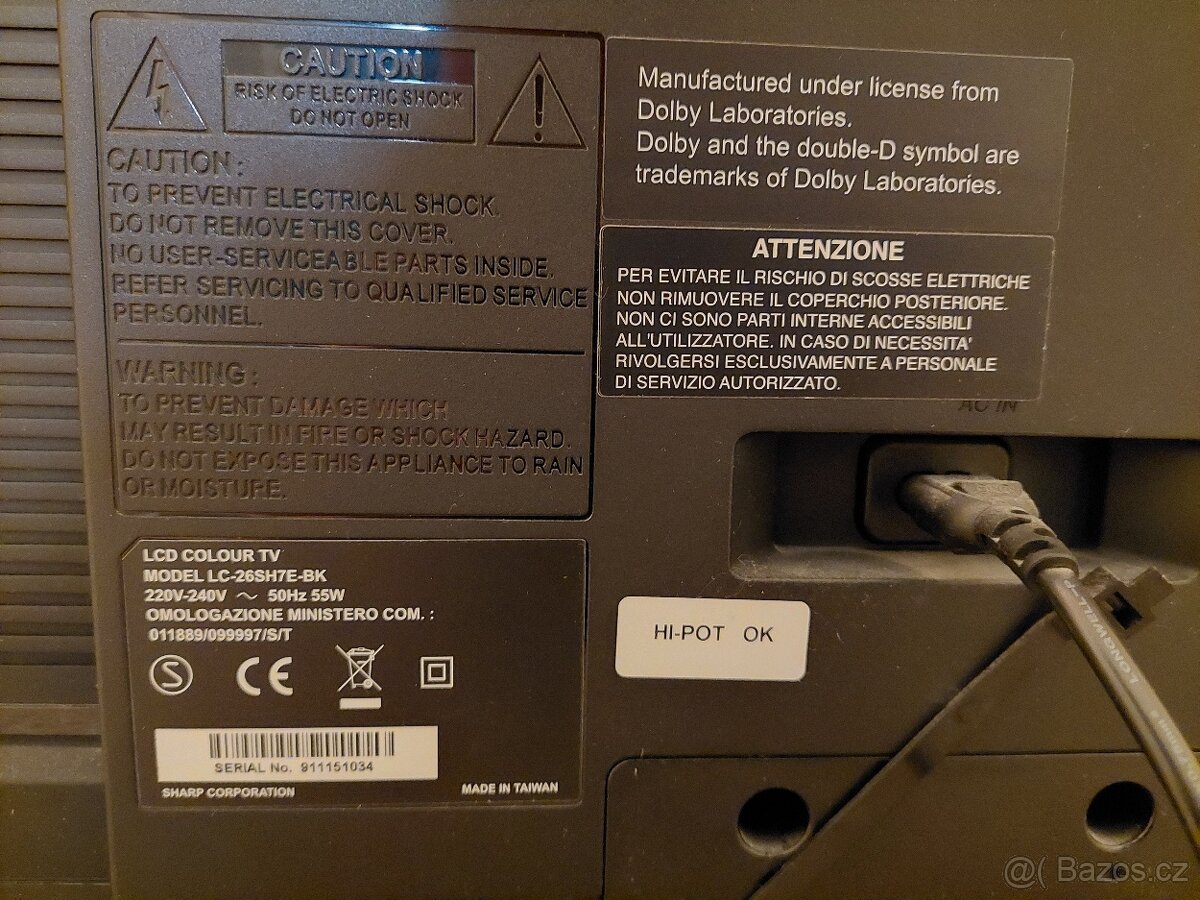 CAUTION
RISK OF ELECTRIC SHOCK
DO NOT OPEN
CAUTION:
TO PREVENT ELECTRICAL SHOCK.
DO NOT REMOVE THIS COVER.
NO USER-SERVICEABLE PARTS INSIDE.
REFER SERVICING TO QUALIFIED SERVICE
PERSONNEL.
WARNING:
TO PREVENT DAMAGE WHICH
MAY RESULT IN FIRE OR SHOCK HAZARD.
DO NOT EXPOSE THIS APPLIANCE TO RAIN
OR MOISTURE.
Manufactured under license from
Dolby Laboratories.
Dolby and the double-D symbol are
trademarks of Dolby Laboratories.
ATTENZIONE
PER EVITARE IL RISCHIO DI SCOSSE ELETTRICHE
NON RIMUOVERE IL COPERCHIO POSTERIORE.
NON CI SONO PARTI INTERNE ACCESSIBILI
ALL'UTILIZZATORE. IN CASO DI NECESSITA'
RIVOLGERSI ESCLUSIVAMENTE A PERSONALE
DI SERVIZIO AUTORIZZATO.
AC IN
LCD COLOUR TV
MODEL LC-26SH7E-BK
220V-240V ~ 50Hz 55W
OMOLOGAZIONE MINISTERO COM. :
011889/099997/S/T
S CE
SERIAL No. 911151034
SHARP CORPORATION
MADE IN TAIWAN
HI-POT OK
LONGWELL
@( Bazos.cz